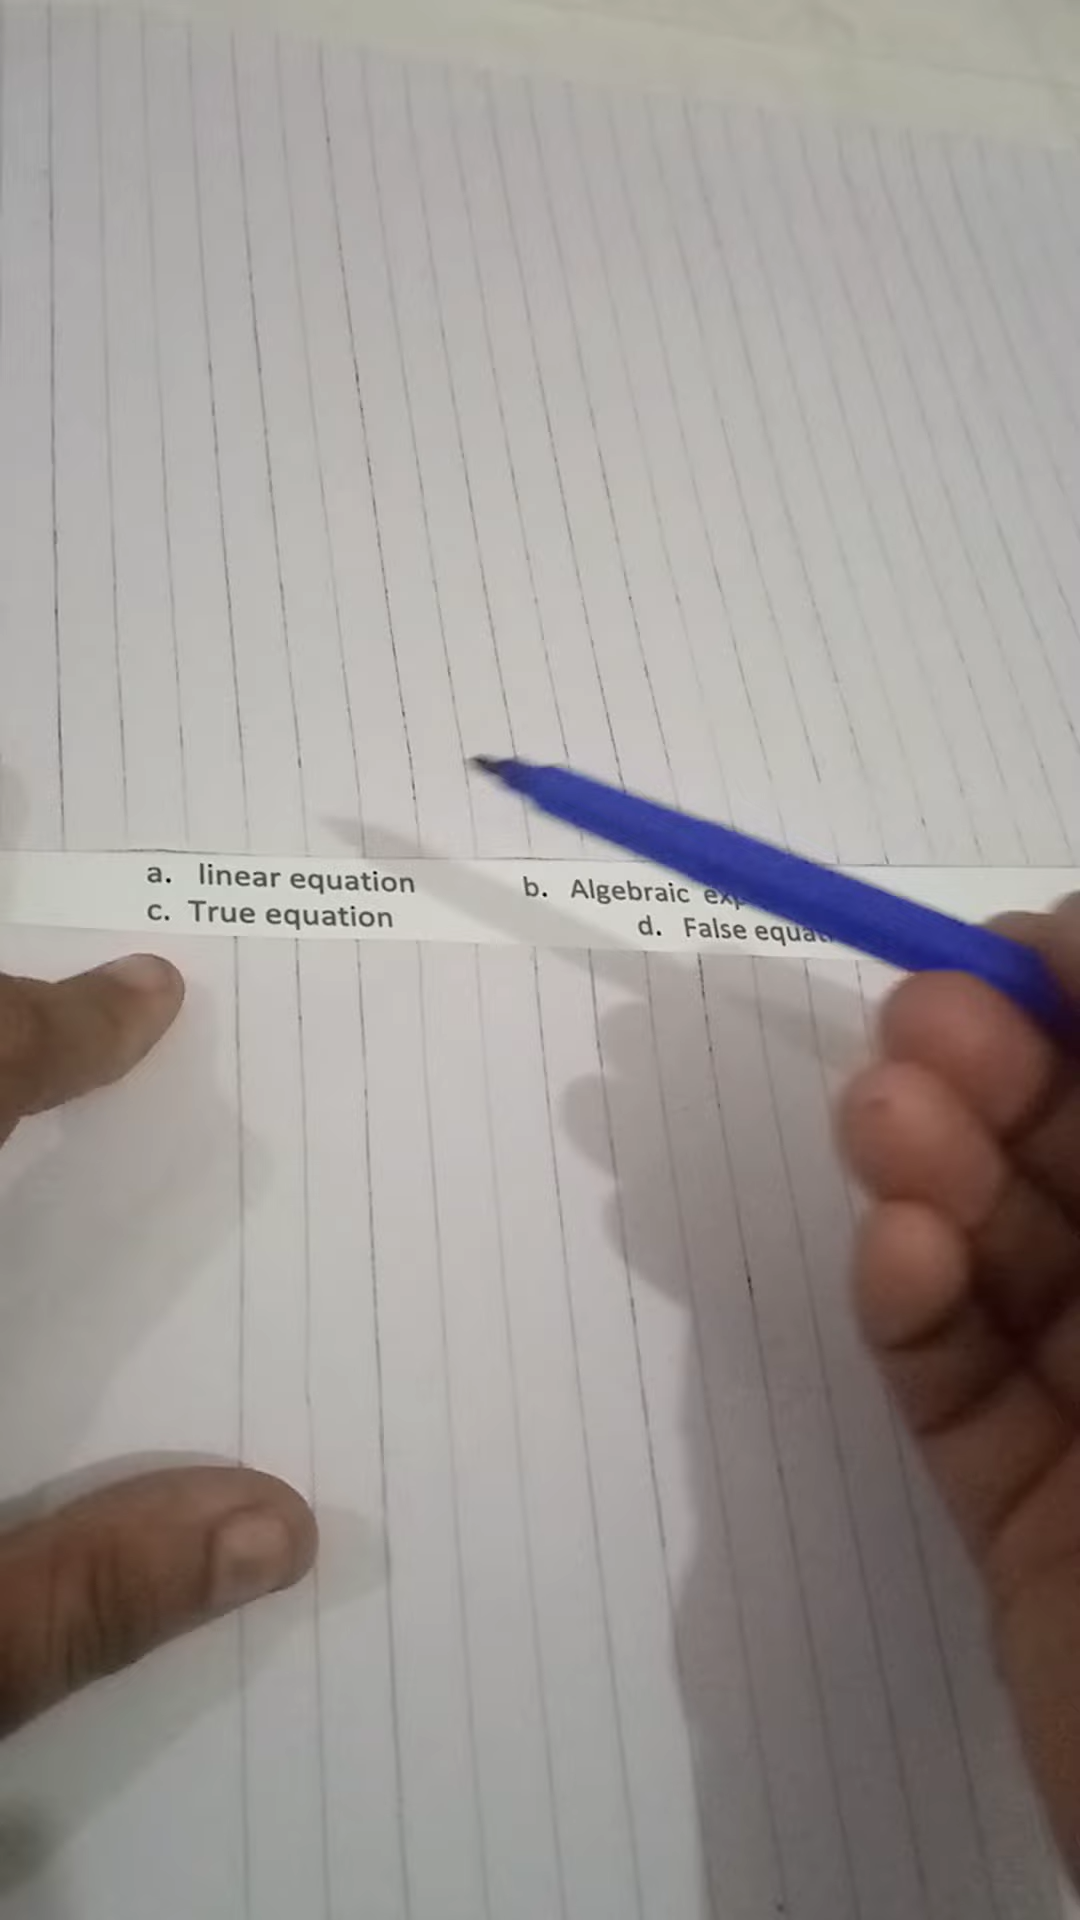 a. linear equation b. Algebraic
c. True equation d. False